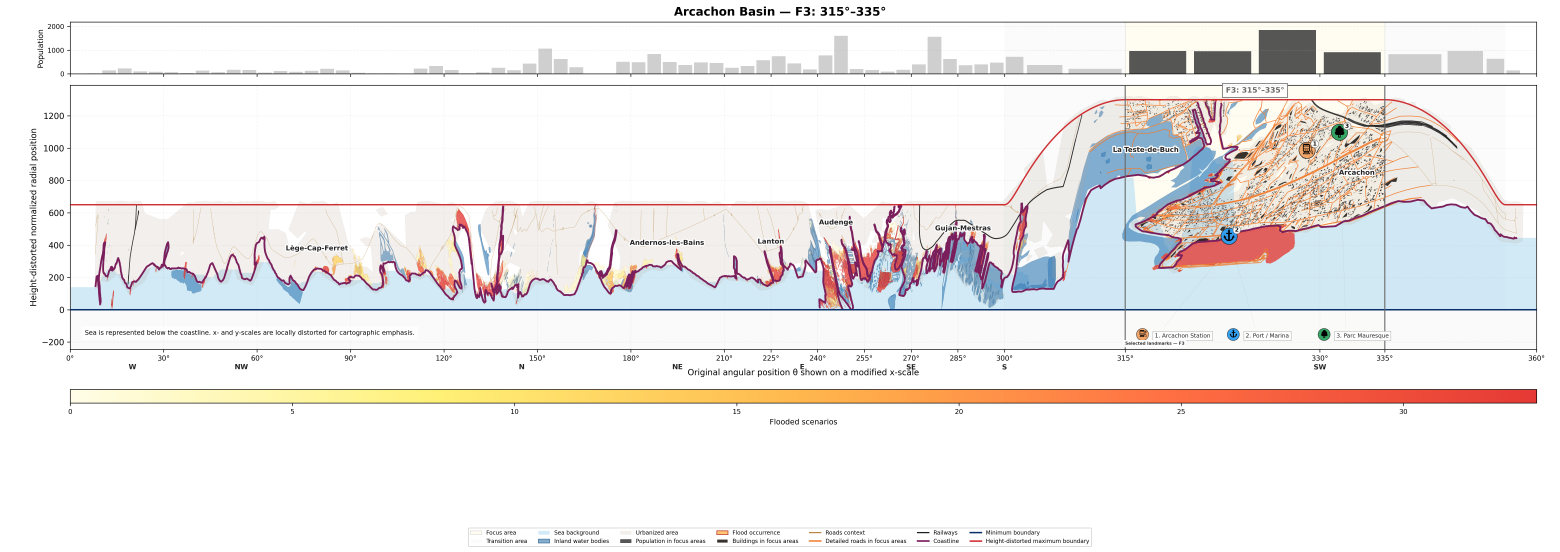 Arcachon Basin — F3: 315°–335°
Population
2000
1000
0
F3: 315°–335°
Height-distorted normalized radial position
1200
1000
800
600
400
200
0
−200
La Teste-de-Buch
Arcachon
Lège-Cap-Ferret
Andernos-les-Bains
Lanton
Audenge
Gujan-Mestras
3
2
Sea is represented below the coastline. x- and y-scales are locally distorted for cartographic emphasis.
1. Arcachon Station
2. Port / Marina
3. Parc Mauresque
Selected landmarks — F3
0° 30° 60° 90° 120° 150° 180° 210° 225° 240° 255° 270° 285° 300° 315° 330° 335° 360°
W NW N NE E SE S SW
Original angular position θ shown on a modified x-scale
0 5 10 15 20 25 30
Flooded scenarios
Focus area Sea background Urbanized area Flood occurrence Roads context Railways Minimum boundary
Transition area Inland water bodies Population in focus areas Buildings in focus areas Detailed roads in focus areas Coastline Height-distorted maximum boundary